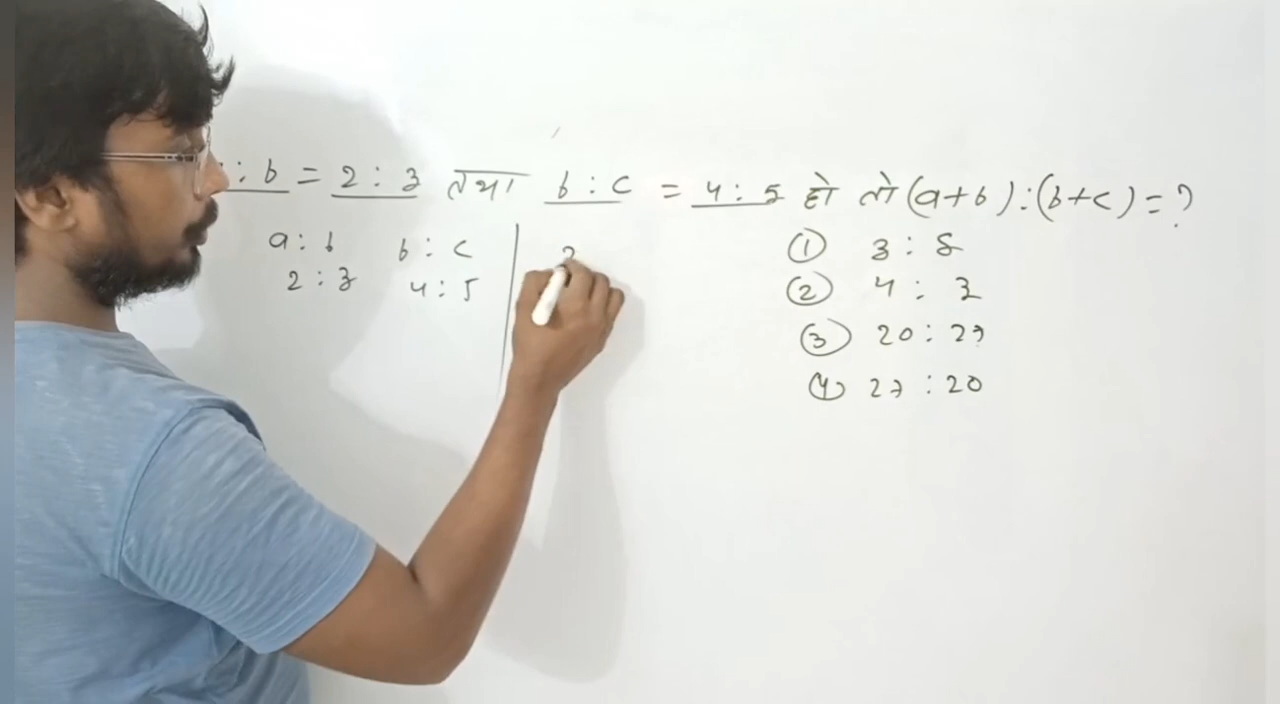 : b = 2 : 3 तथा b : c = 4 : 5 हो तो (a+b) : (b+c) = ?
a : b b : c
2 : 3 4 : 5
① 3 : 5
② 4 : 3
③ 20 : 27
④ 27 : 20